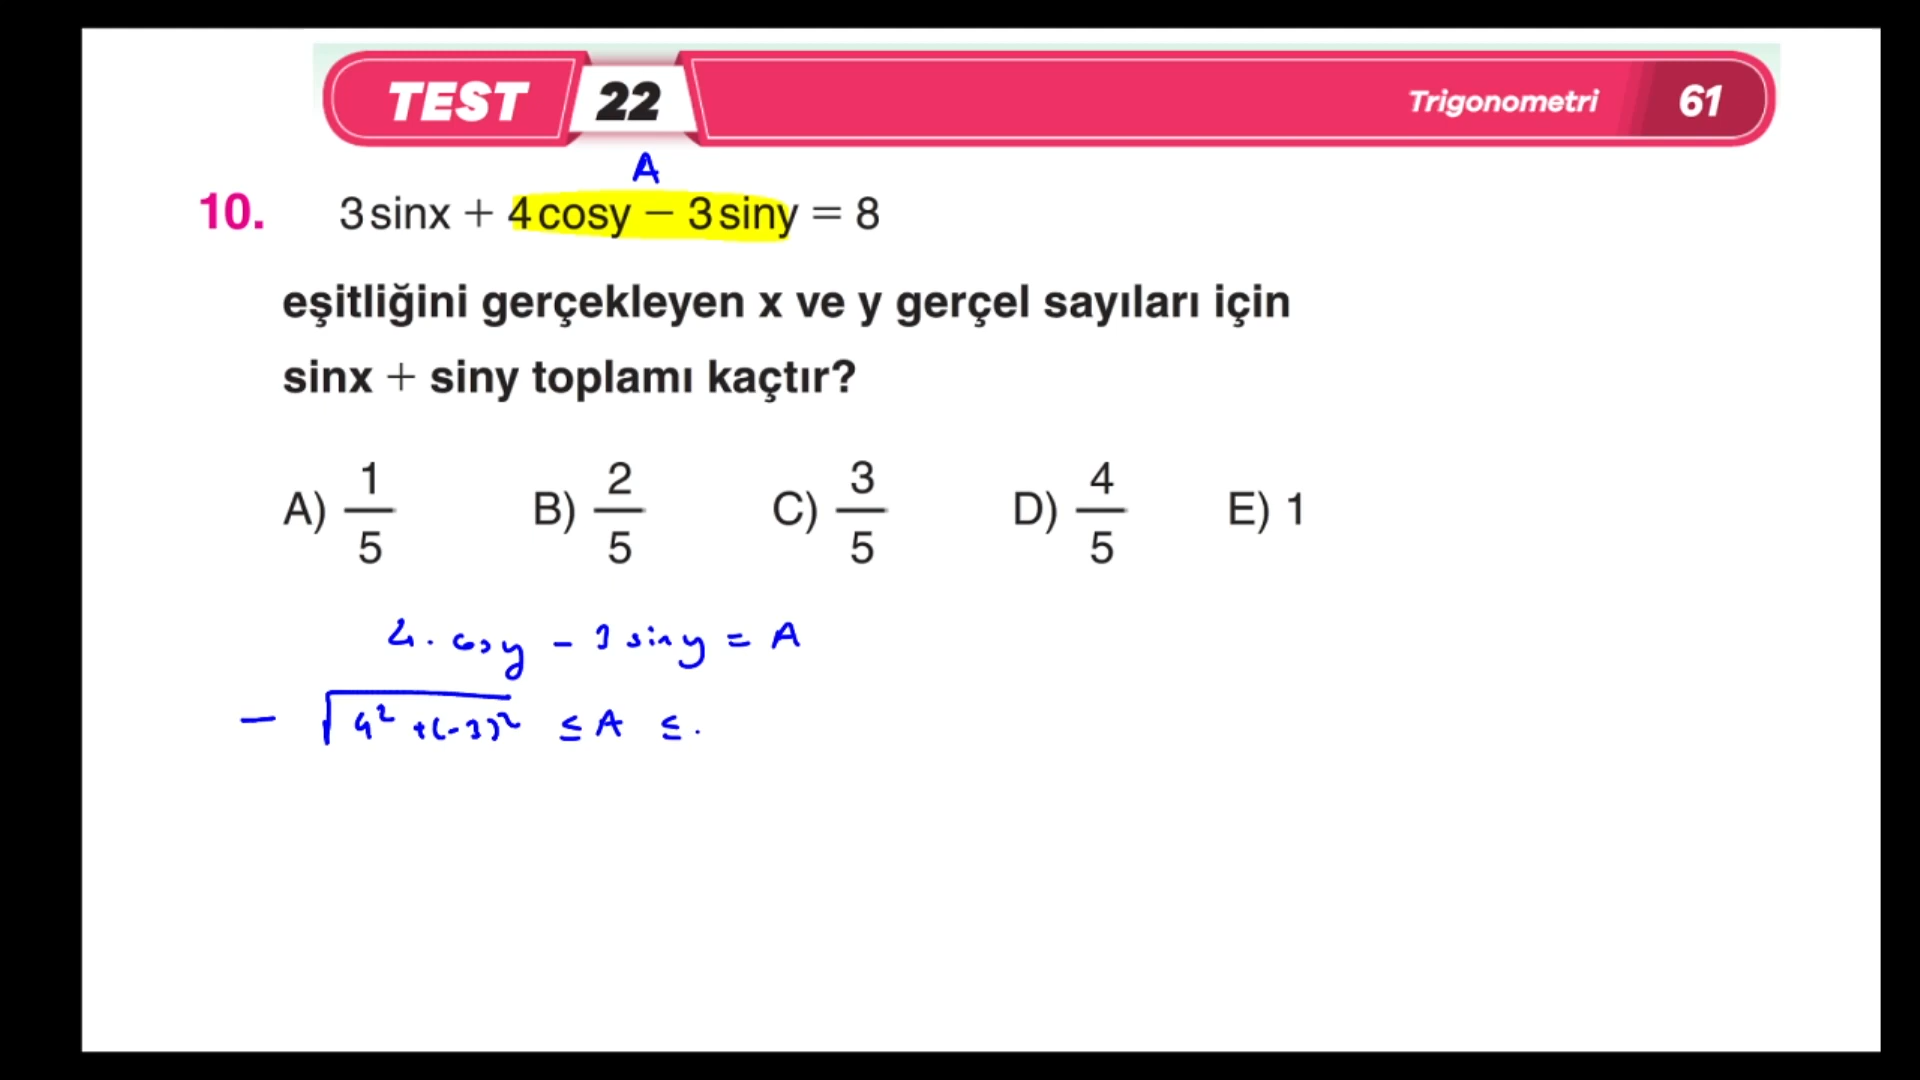 TEST 22 Trigonometri 61
A
10. 3sinx + 4cosy − 3siny = 8
eşitliğini gerçekleyen x ve y gerçel sayıları için
sinx + siny toplamı kaçtır?
A) 1/5 B) 2/5 C) 3/5 D) 4/5 E) 1
4. cosy - 3 siny = A
- √(4² + (-3)²) ≤ A ≤ .